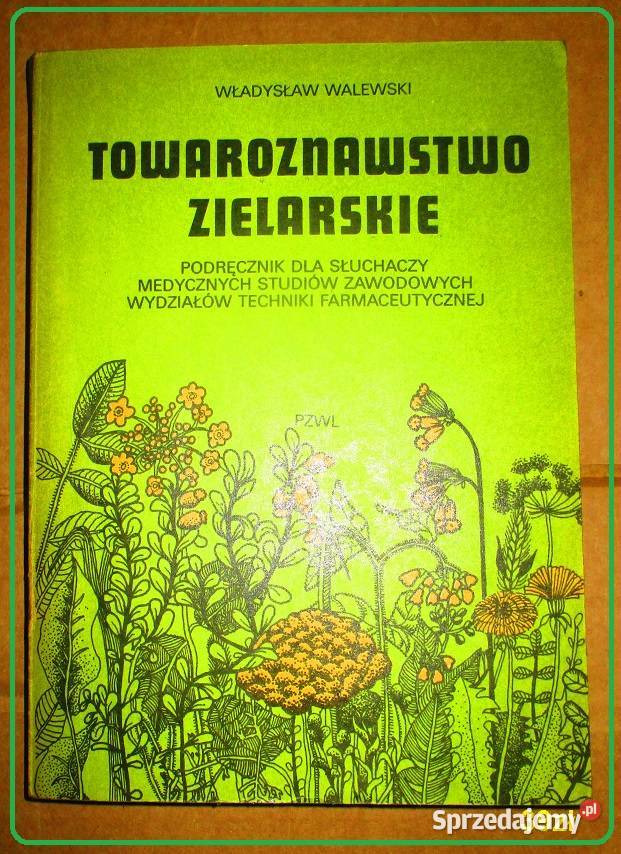 WŁADYSŁAW WALEWSKI
TOWAROZNAWSTWO
ZIELARSKIE
PODRĘCZNIK DLA SŁUCHACZY
MEDYCZNYCH STUDIÓW ZAWODOWYCH
WYDZIAŁÓW TECHNIKI FARMACEUTYCZNEJ
PZWL
Sprzedajemy.pl